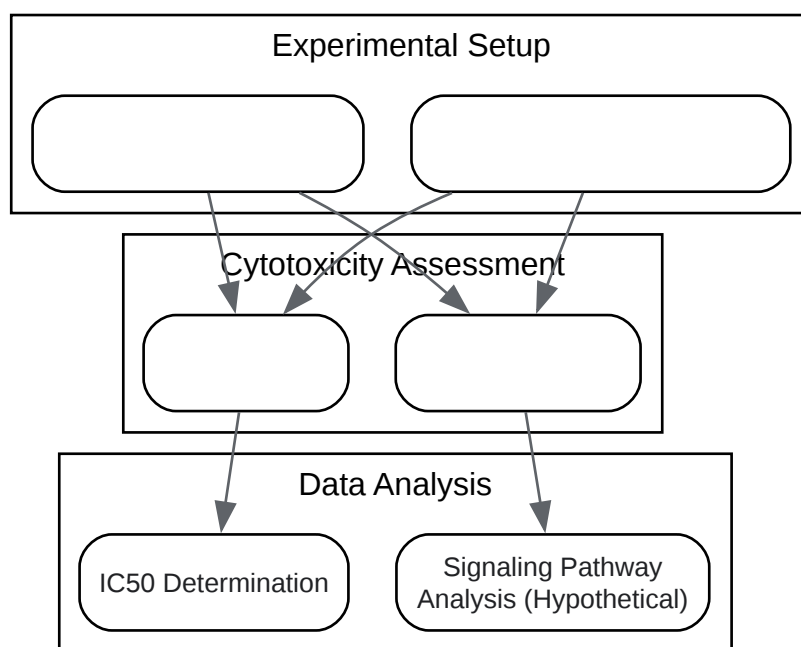 Experimental Setup
Cytotoxicity Assessment
Data Analysis
IC50 Determination
Signaling Pathway
Analysis (Hypothetical)